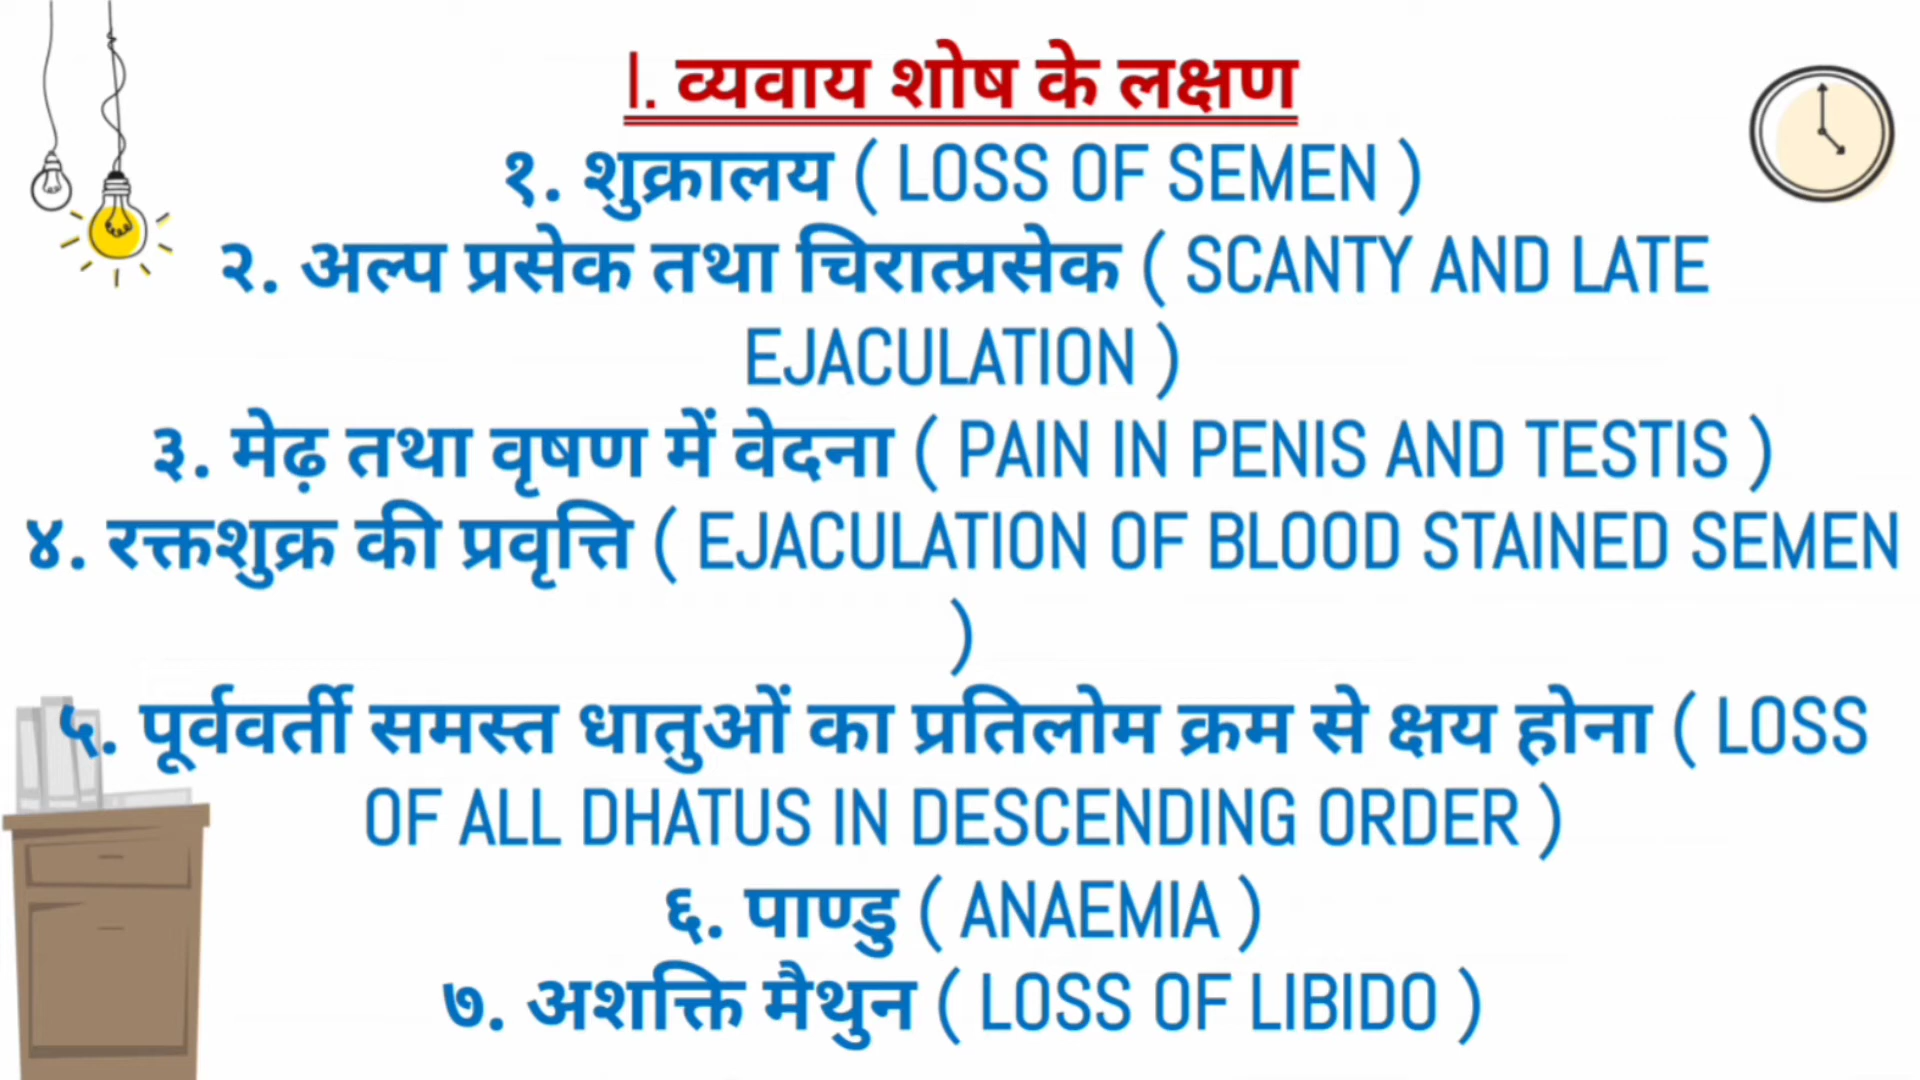 I. व्यवाय शोष के लक्षण
१. शुक्रालय ( LOSS OF SEMEN )
२. अल्प प्रसेक तथा चिरात्प्रसेक ( SCANTY AND LATE
EJACULATION )
३. मेढ़ तथा वृषण में वेदना ( PAIN IN PENIS AND TESTIS )
४. रक्तशुक्र की प्रवृत्ति ( EJACULATION OF BLOOD STAINED SEMEN
)
५. पूर्ववर्ती समस्त धातुओं का प्रतिलोम क्रम से क्षय होना ( LOSS
OF ALL DHATUS IN DESCENDING ORDER )
६. पाण्डु ( ANAEMIA )
७. अशक्ति मैथुन ( LOSS OF LIBIDO )